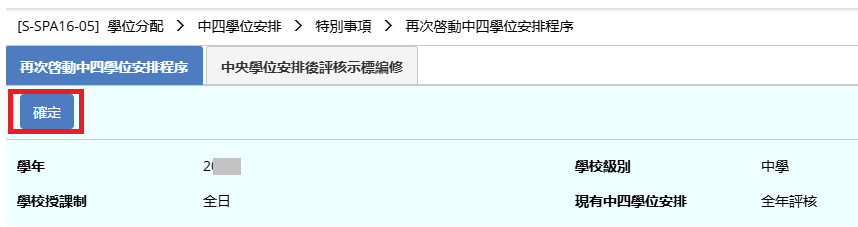 [S-SPA16-05] 學位分配 > 中四學位安排 > 特別事項 > 再次啓動中四學位安排程序
再次啓動中四學位安排程序 中央學位安排後評核示標編修
確定
學年 20 學校級別 中學
學校授課制 全日 現有中四學位安排 全年評核